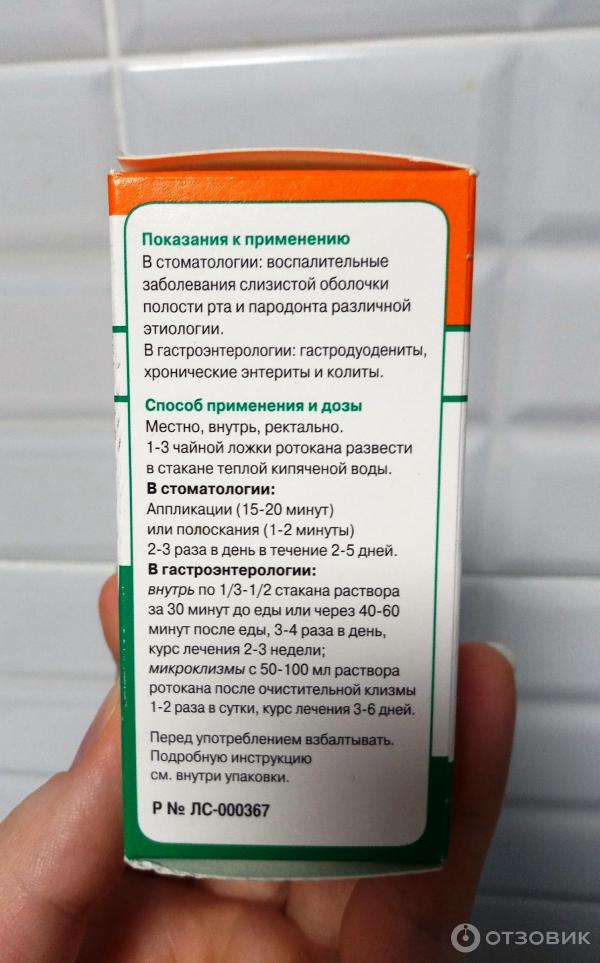 Показания к применению
В стоматологии: воспалительные
заболевания слизистой оболочки
полости рта и пародонта различной
этиологии.
В гастроэнтерологии: гастродуодениты,
хронические энтериты и колиты.
Способ применения и дозы
Местно, внутрь, ректально.
1-3 чайной ложки ротокана развести
в стакане теплой кипяченой воды.
В стоматологии:
Аппликации (15-20 минут)
или полоскания (1-2 минуты)
2-3 раза в день в течение 2-5 дней.
В гастроэнтерологии:
внутрь по 1/3-1/2 стакана раствора
за 30 минут до еды или через 40-60
минут после еды, 3-4 раза в день,
курс лечения 2-3 недели;
микроклизмы с 50-100 мл раствора
ротокана после очистительной клизмы
1-2 раза в сутки, курс лечения 3-6 дней.
Перед употреблением взбалтывать.
Подробную инструкцию
см. внутри упаковки.
Р № ЛС-000367
ОТЗОВИК